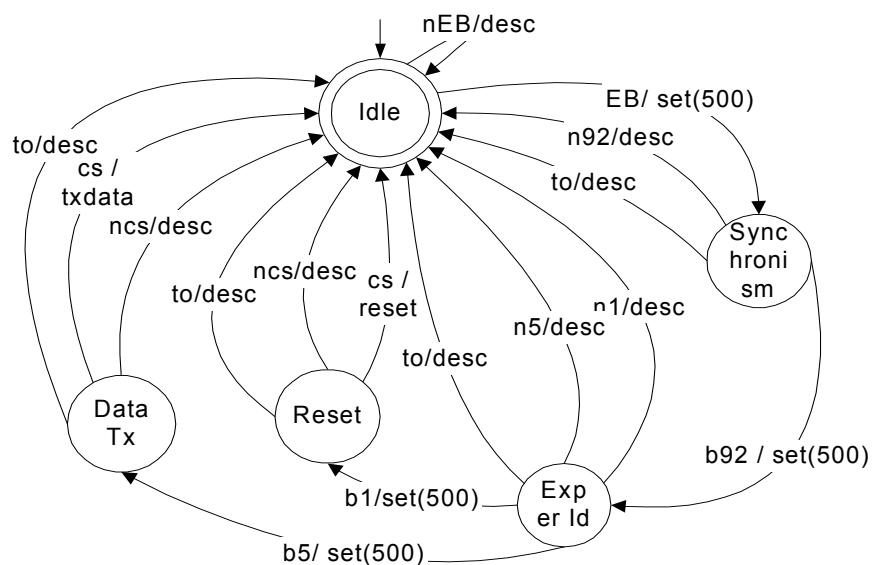 nEB/desc
Idle
EB/ set(500)
n92/desc
to/desc
to/desc
cs /
txdata
ncs/desc
Sync
hroni
sm
ncs/desc
cs /
reset
to/desc
n1/desc
n5/desc
to/desc
Data
Tx
Reset
b92 / set(500)
Exp
er Id
b1/set(500)
b5/ set(500)